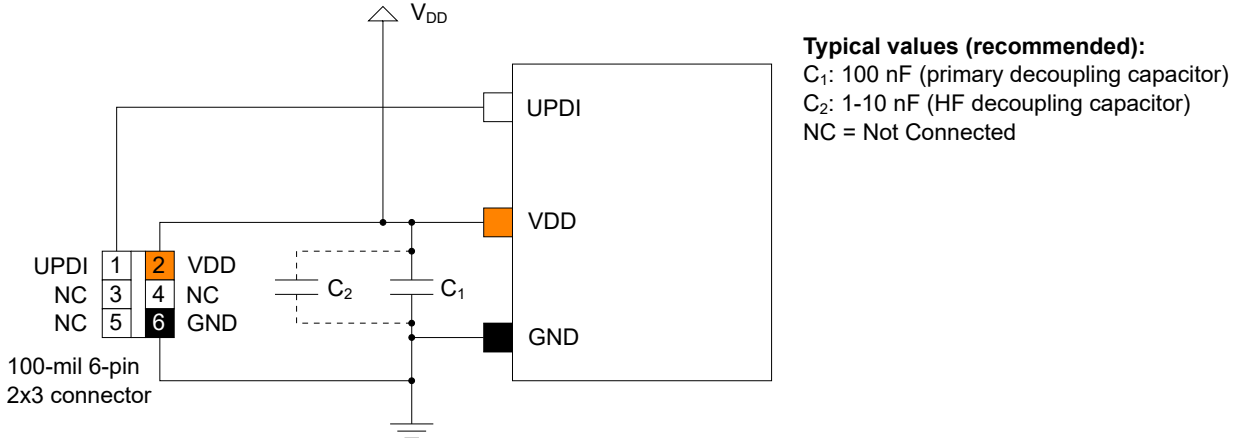 V_DD
Typical values (recommended):
C₁: 100 nF (primary decoupling capacitor)
C₂: 1-10 nF (HF decoupling capacitor)
NC = Not Connected
UPDI
VDD
UPDI 1 2 VDD
NC 3 4 NC
NC 5 6 GND
C₂
C₁
GND
100-mil 6-pin
2x3 connector